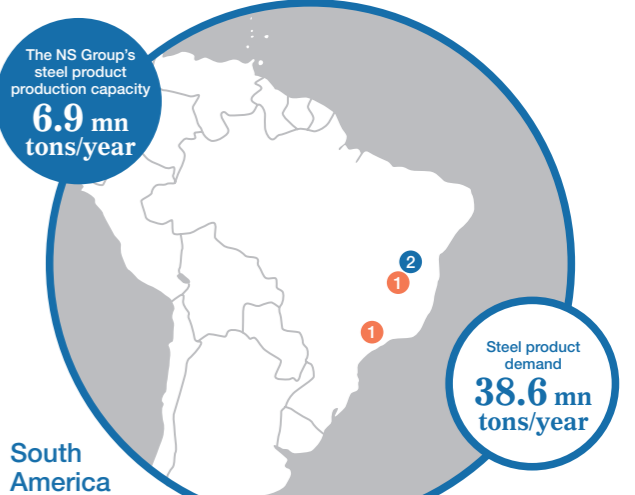 The NS Group's
steel product
production capacity
6.9 mn
tons/year
2
1
1
Steel product
demand
38.6 mn
tons/year
South
America